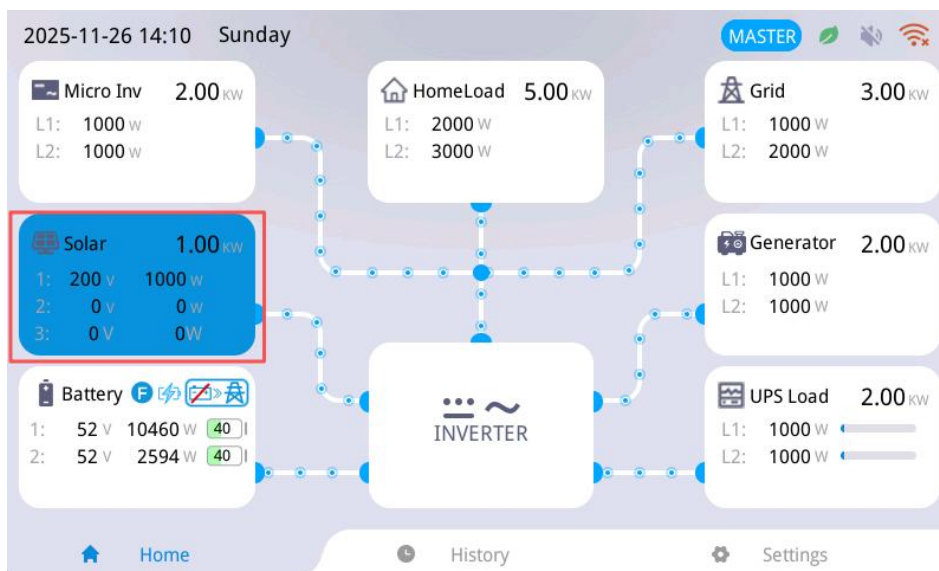 2025-11-26 14:10 Sunday
MASTER
Micro Inv 2.00 KW
L1: 1000 W
L2: 1000 W
HomeLoad 5.00 KW
L1: 2000 W
L2: 3000 W
Grid 3.00 KW
L1: 1000 W
L2: 2000 W
Solar 1.00 KW
1: 200 V 1000 W
2: 0 V 0 W
3: 0 V 0W
Generator 2.00 KW
L1: 1000 W
L2: 1000 W
Battery F
1: 52 V 10460 W 40
2: 52 V 2594 W 40
INVERTER
UPS Load 2.00 KW
L1: 1000 W
L2: 1000 W
Home History Settings